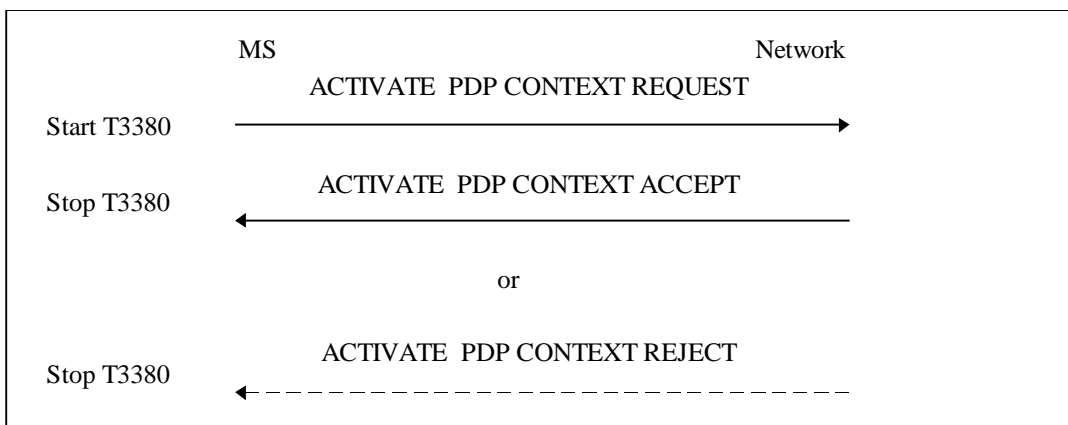 MS Network
ACTIVATE PDP CONTEXT REQUEST
Start T3380
ACTIVATE PDP CONTEXT ACCEPT
Stop T3380
or
ACTIVATE PDP CONTEXT REJECT
Stop T3380